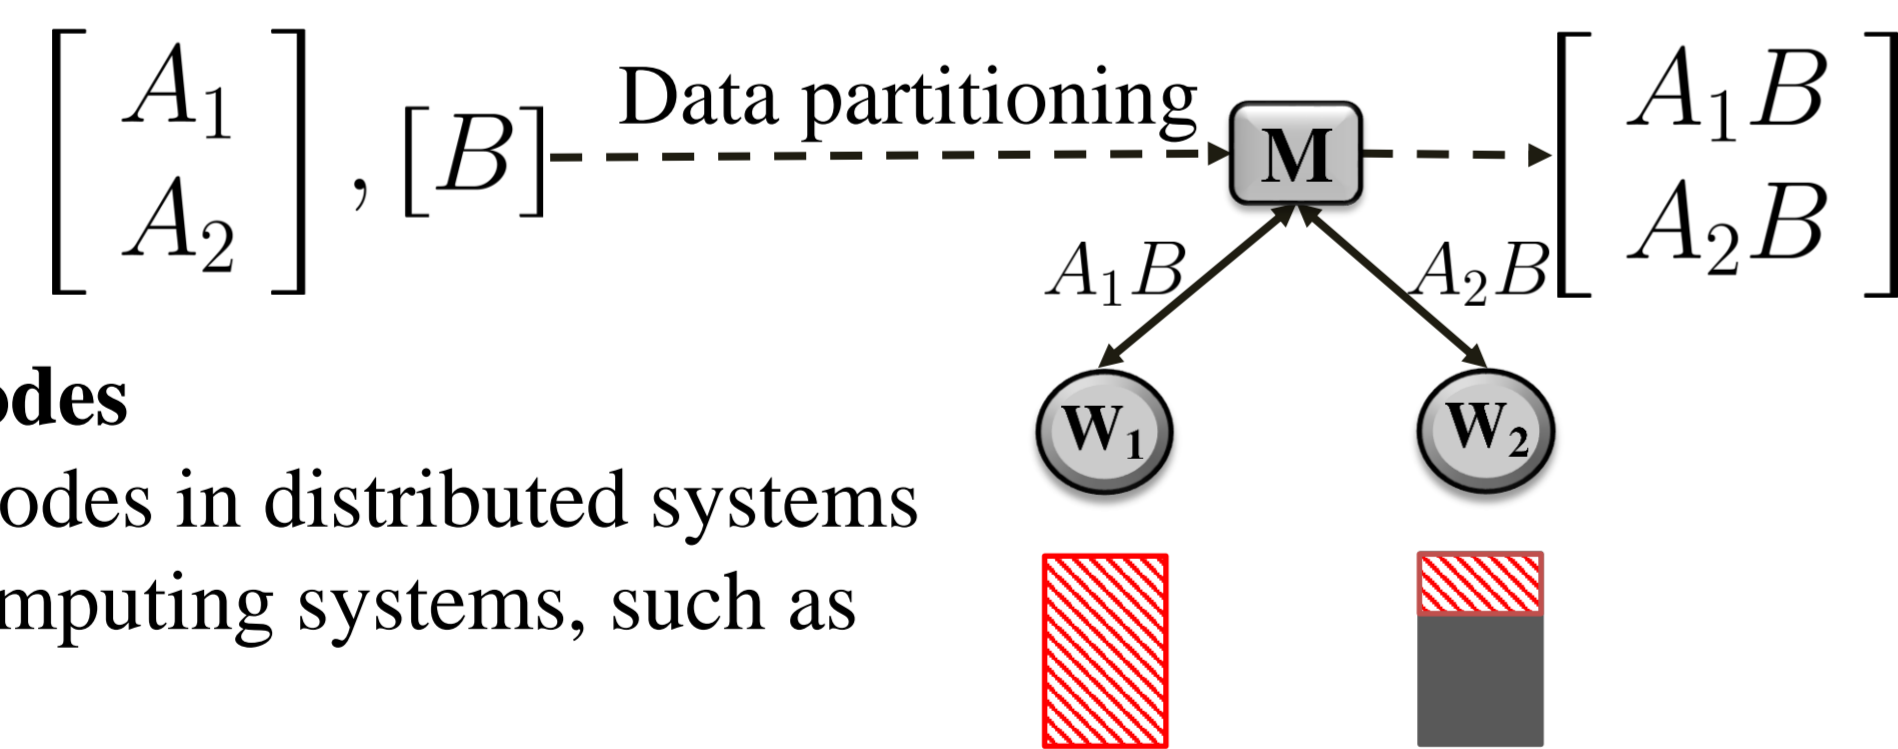 [ A₁ A₂ ] , [B] Data partitioning M [ A₁B A₂B ]
A₁B A₂B
W₁ W₂
odes
odes in distributed systems
mputing systems, such as